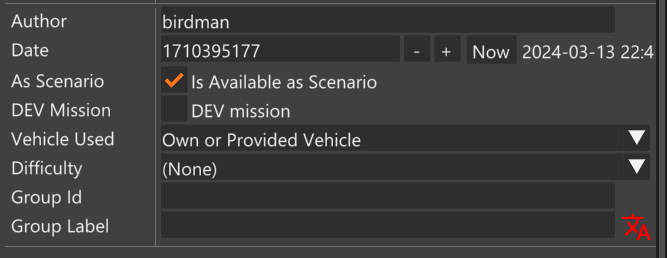 Author birdman
Date 1710395177 - + Now 2024-03-13 22:4
As Scenario Is Available as Scenario
DEV Mission DEV mission
Vehicle Used Own or Provided Vehicle
Difficulty (None)
Group Id
Group Label